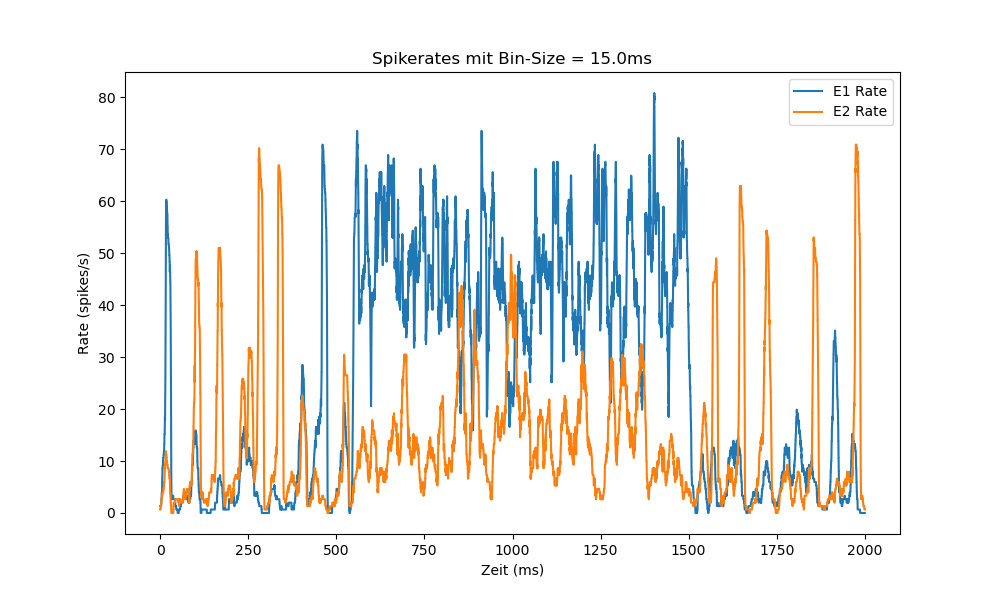 Spikerates mit Bin-Size = 15.0ms
E1 Rate
E2 Rate
80
70
60
50
40
30
20
10
0
Rate (spikes/s)
0 250 500 750 1000 1250 1500 1750 2000
Zeit (ms)